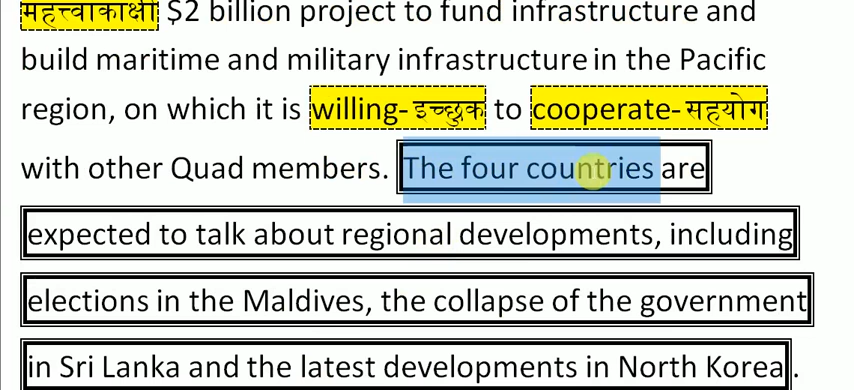 महत्त्वाकांक्षी $2 billion project to fund infrastructure and
build maritime and military infrastructure in the Pacific
region, on which it is willing-इच्छुक to cooperate-सहयोग
with other Quad members. The four countries are
expected to talk about regional developments, including
elections in the Maldives, the collapse of the government
in Sri Lanka and the latest developments in North Korea.